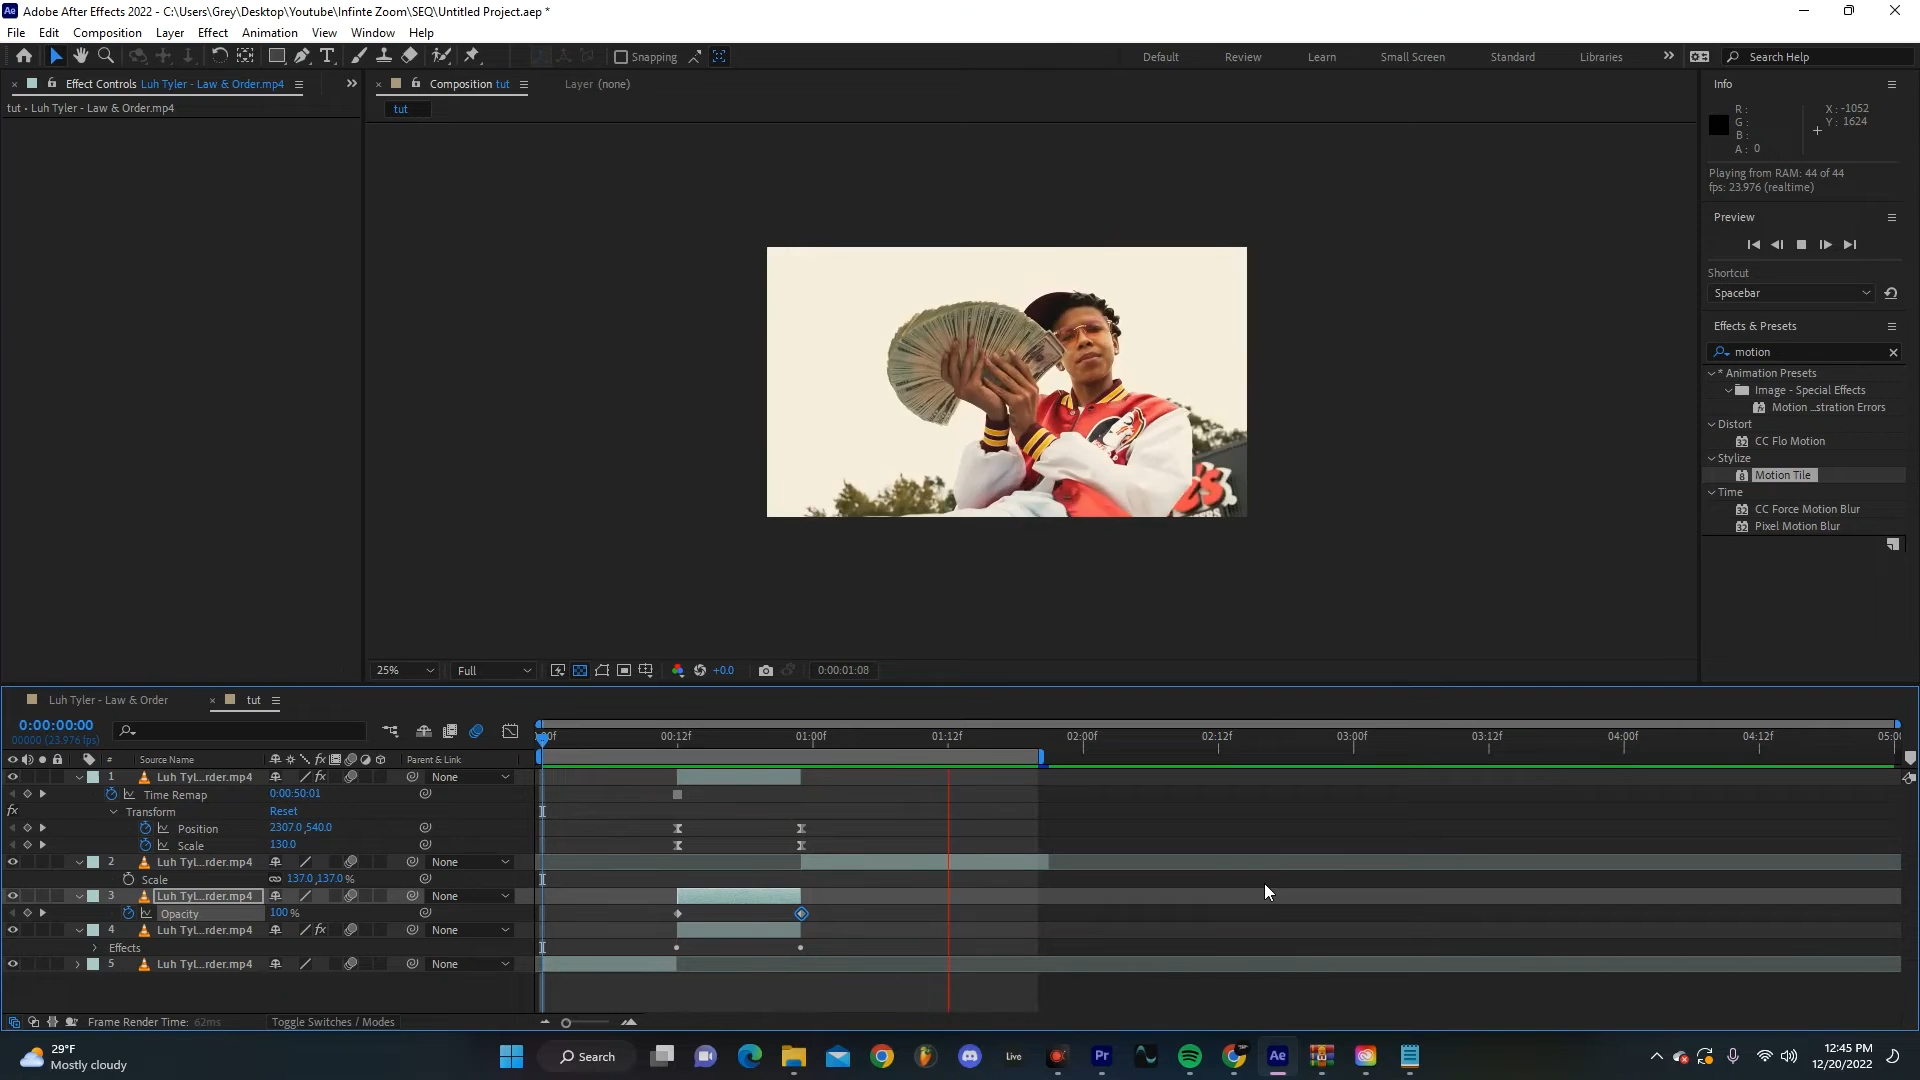 Adobe After Effects 2022 - C:\Users\Grey\Desktop\Youtube\Infinte Zoom\SEQ\Untitled Project.aep *
File Edit Composition Layer Effect Animation View Window Help
Snapping Default Review Learn Small Screen Standard Libraries Search Help
Effect Controls Luh Tyler - Law & Order.mp4
tut • Luh Tyler - Law & Order.mp4
Composition tut Layer (none)
tut
Info
R :
G :
B :
A : 0
X : -1052
Y : 1624
Playing from RAM: 44 of 44
fps: 23.976 (realtime)
Preview
Shortcut
Spacebar
Effects & Presets
motion
* Animation Presets
Image - Special Effects
Motion ...stration Errors
Distort
CC Flo Motion
Stylize
Motion Tile
Time
CC Force Motion Blur
Pixel Motion Blur
25% Full +0.0 0:00:01:08
Luh Tyler - Law & Order tut
0:00:00:00
00000 (23.976 fps)
00:12f 01:00f 01:12f 02:00f 02:12f 03:00f 03:12f 04:00f 04:12f
# Source Name Parent & Link
1 Luh Tyl...rder.mp4 None
Time Remap 0:00:50:01
Transform Reset
Position 2307.0,540.0
Scale 130.0
2 Luh Tyl...rder.mp4 None
Scale 137.0,137.0 %
3 Luh Tyl...rder.mp4 None
Opacity 100 %
4 Luh Tyl...rder.mp4 None
Effects
5 Luh Tyl...rder.mp4 None
Frame Render Time: 62ms Toggle Switches / Modes
29°F
Mostly cloudy
Search
Live
Pr
Ae
12:45 PM
12/20/2022